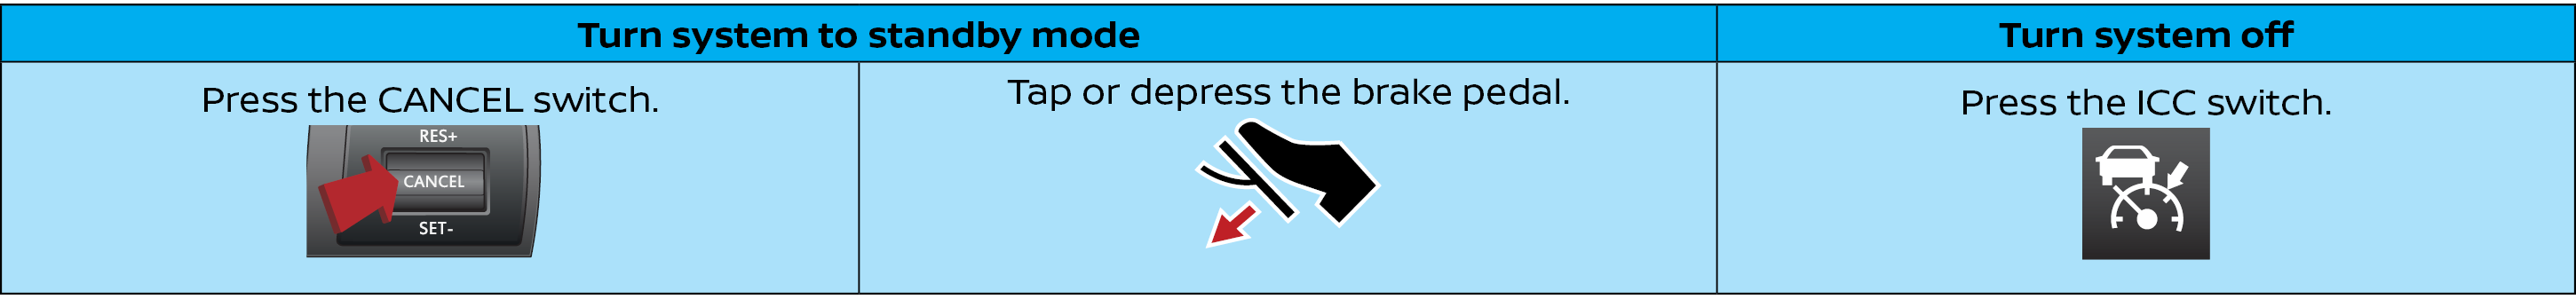 Turn system to standby mode
Turn system off
Press the CANCEL switch.
RES+
CANCEL
SET-
Tap or depress the brake pedal.
Press the ICC switch.